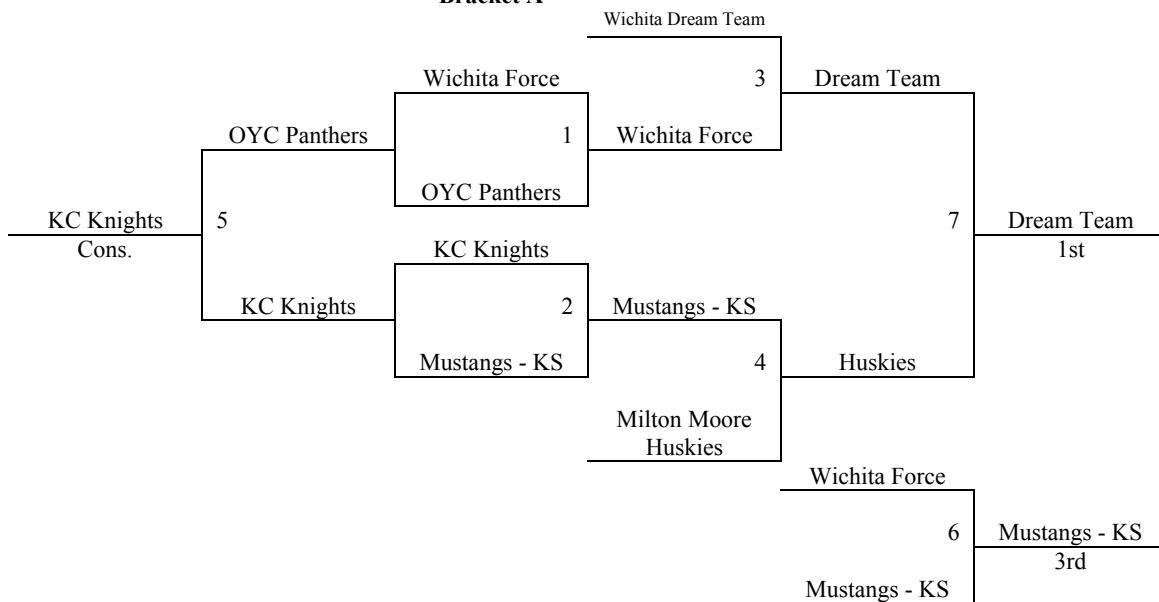 Bracket A
Wichita Dream Team
Wichita Force
3
Dream Team
OYC Panthers
1
Wichita Force
OYC Panthers
KC Knights
5
7
Dream Team
Cons.
KC Knights
1st
KC Knights
2
Mustangs - KS
Mustangs - KS
4
Huskies
Milton Moore
Huskies
Wichita Force
6
Mustangs - KS
3rd
Mustangs - KS